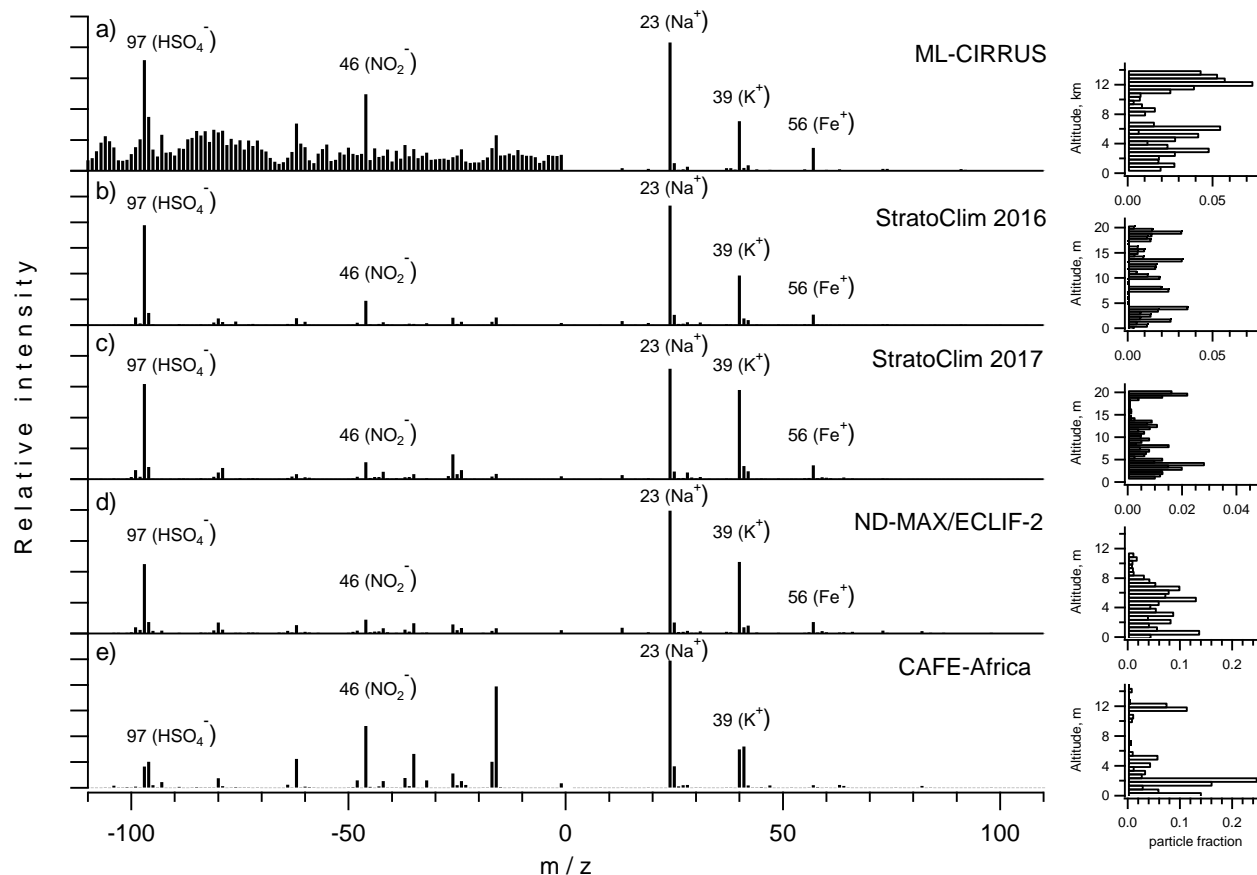 Relative intensity
a)
97 (HSO4-)
46 (NO2-)
23 (Na+)
39 (K+)
56 (Fe+)
ML-CIRRUS
b)
97 (HSO4-)
46 (NO2-)
23 (Na+)
39 (K+)
56 (Fe+)
StratoClim 2016
c)
97 (HSO4-)
46 (NO2-)
23 (Na+)
39 (K+)
56 (Fe+)
StratoClim 2017
d)
97 (HSO4-)
46 (NO2-)
23 (Na+)
39 (K+)
56 (Fe+)
ND-MAX/ECLIF-2
e)
97 (HSO4-)
46 (NO2-)
23 (Na+)
39 (K+)
CAFE-Africa
-100 -50 0 50 100
m / z
Altitude, km
12
8
4
0
0.00 0.05
Altitude, m
20
15
10
5
0
0.00 0.05
Altitude, m
20
15
10
5
0
0.00 0.02 0.04
Altitude, m
12
8
4
0
0.0 0.1 0.2
Altitude, m
12
8
4
0
0.0 0.1 0.2
particle fraction